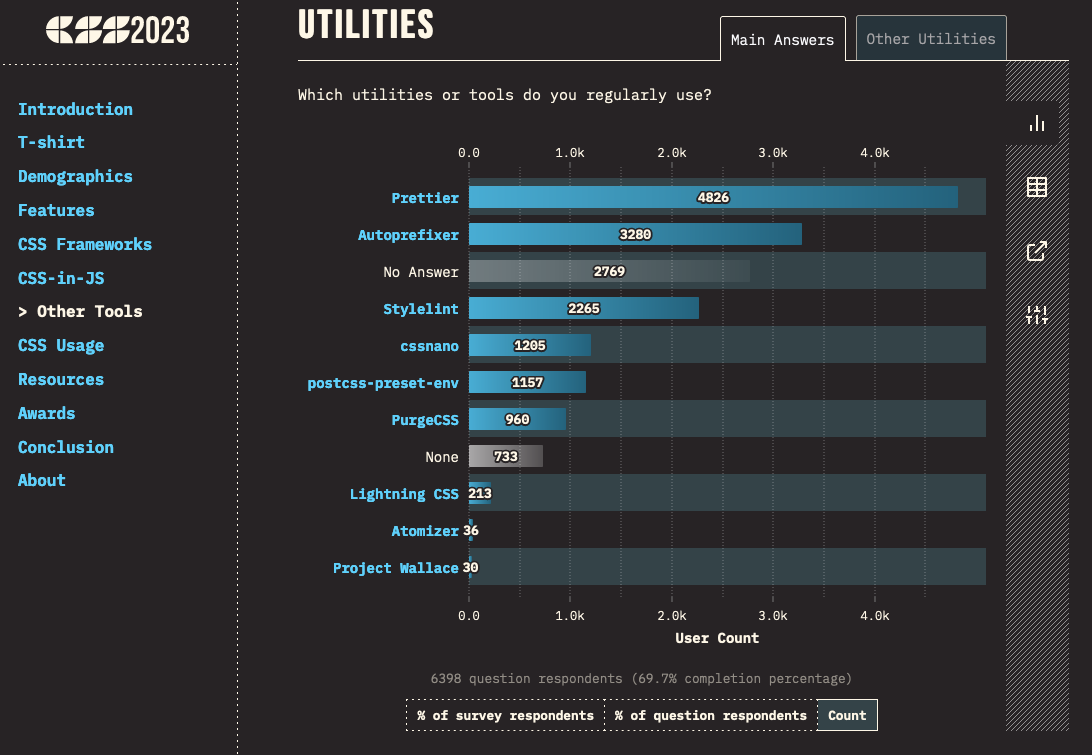 CSS2023
Introduction
T-shirt
Demographics
Features
CSS Frameworks
CSS-in-JS
> Other Tools
CSS Usage
Resources
Awards
Conclusion
About
UTILITIES
Main Answers
Other Utilities
Which utilities or tools do you regularly use?
0.0 1.0k 2.0k 3.0k 4.0k
Prettier 4826
Autoprefixer 3280
No Answer 2769
Stylelint 2265
cssnano 1205
postcss-preset-env 1157
PurgeCSS 960
None 733
Lightning CSS 213
Atomizer 36
Project Wallace 30
0.0 1.0k 2.0k 3.0k 4.0k
User Count
6398 question respondents (69.7% completion percentage)
% of survey respondents % of question respondents Count